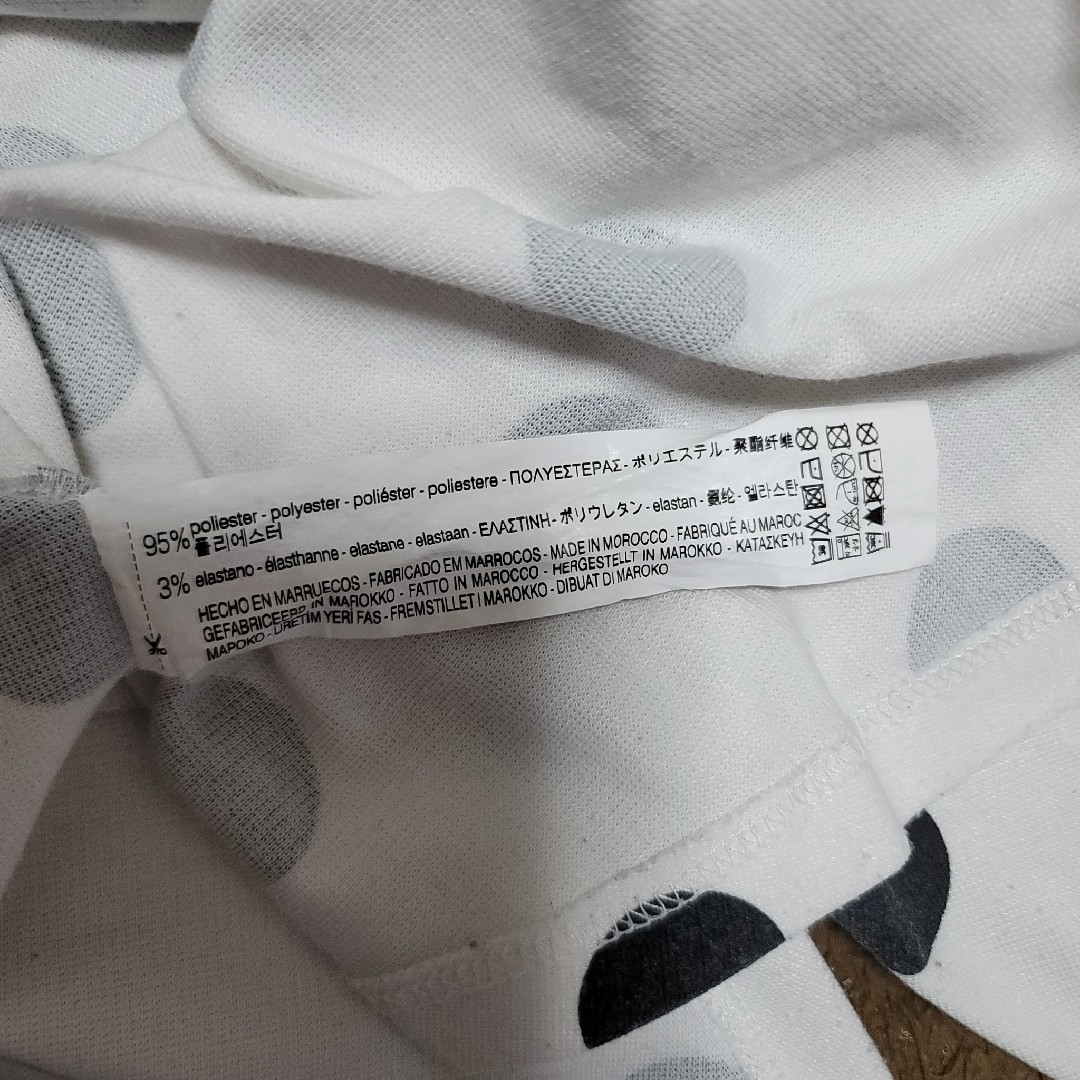 95% poliester - polyester - poliéster - poliestere - ΠΟΛΥΕΣΤΕΡΑΣ - ポリエステル - 聚酯纤维
폴리에스터
3% elastano - élasthanne - elastane - elastaan - ΕΛΑΣΤΙΝΗ - ポリウレタン - elastan - 氨纶 - 엘라스탄
HECHO EN MARRUECOS - FABRICADO EM MARROCOS - MADE IN MOROCCO - FABRIQUÉ AU MAROC
GEFABRICEERD IN MAROKKO - FATTO IN MAROCCO - HERGESTELLT IN MAROKKO - ΚΑΤΑΣΚΕΥΗ
ΜΑΡΟΚΟ - ÜRETİM YERİ FAS - FREMSTILLET I MAROKKO - DIBUAT DI MAROKO